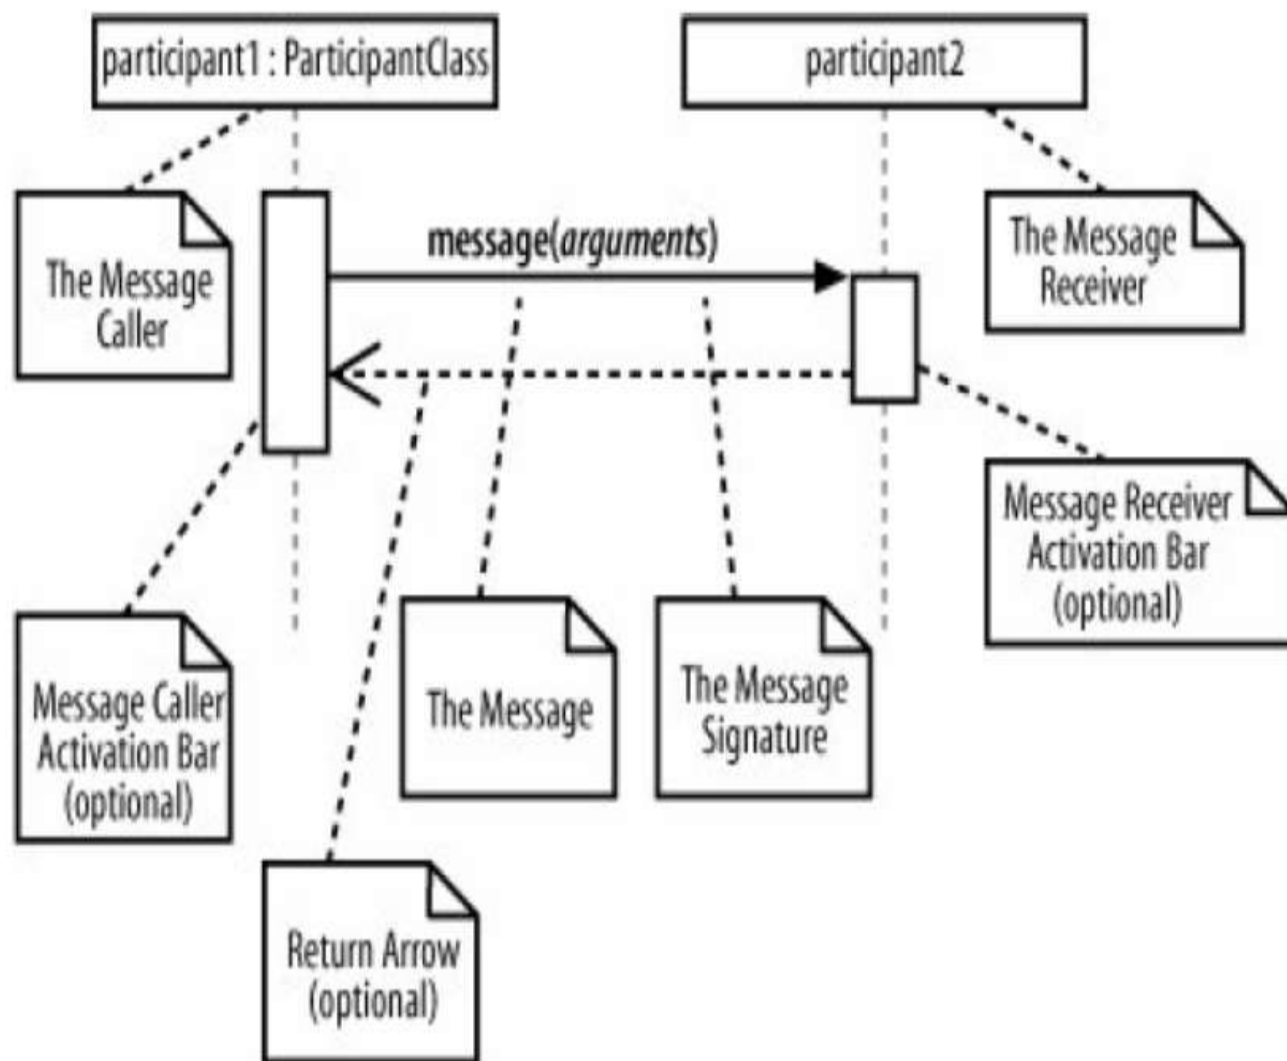 participant1 : ParticipantClass
participant2
The Message
Caller
message(arguments)
The Message
Receiver
Message Receiver
Activation Bar
(optional)
Message Caller
Activation Bar
(optional)
The Message
The Message
Signature
Return Arrow
(optional)